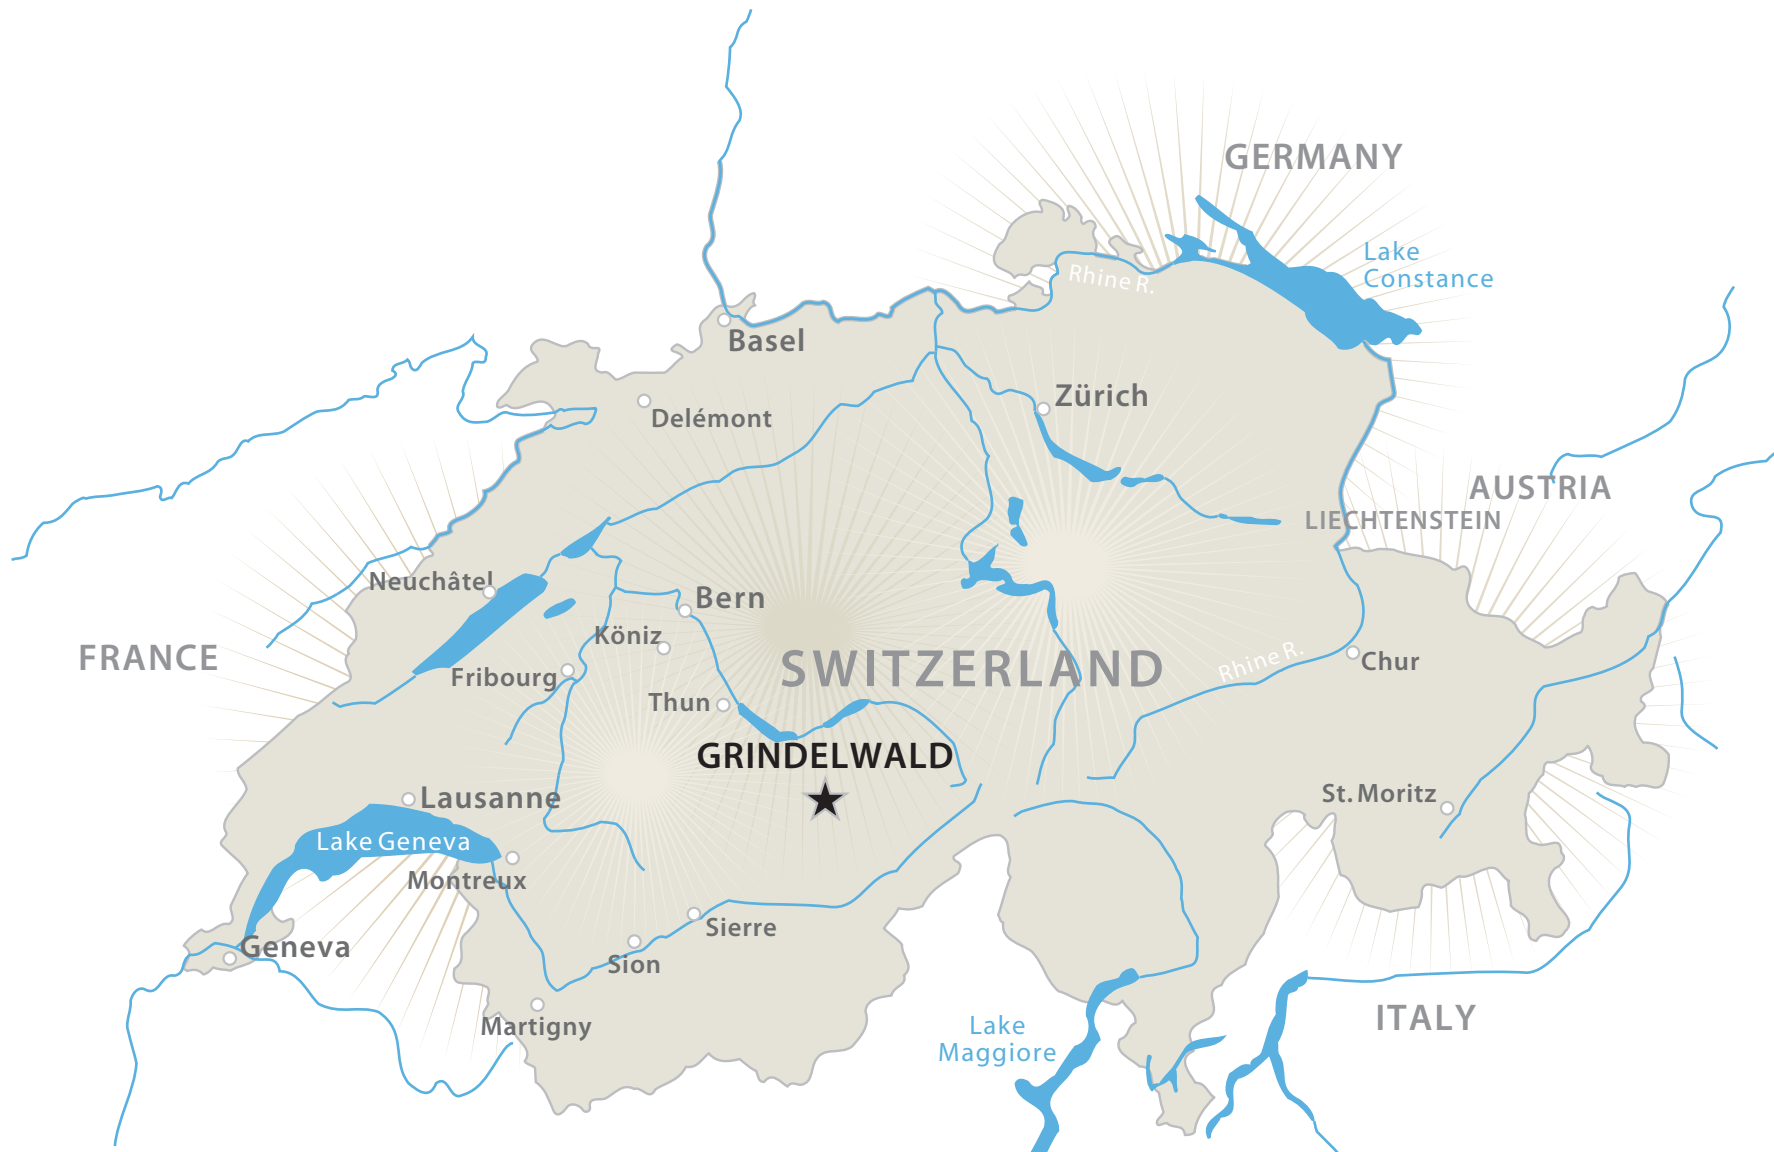 GERMANY
Lake
Constance
Rhine R.
Basel
Zürich
Delémont
AUSTRIA
LIECHTENSTEIN
Neuchâtel
Bern
Köniz
FRANCE
SWITZERLAND
Rhine R.
Chur
Fribourg
Thun
GRINDELWALD
St. Moritz
Lausanne
Lake Geneva
Montreux
Sierre
Geneva
Sion
ITALY
Martigny
Lake
Maggiore